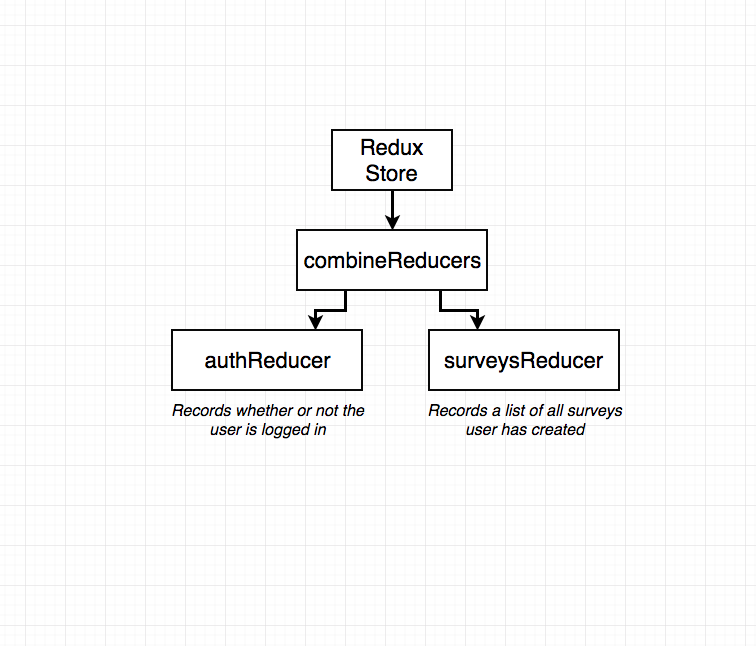 Redux
Store
combineReducers
authReducer
surveysReducer
Records whether or not the
user is logged in
Records a list of all surveys
user has created